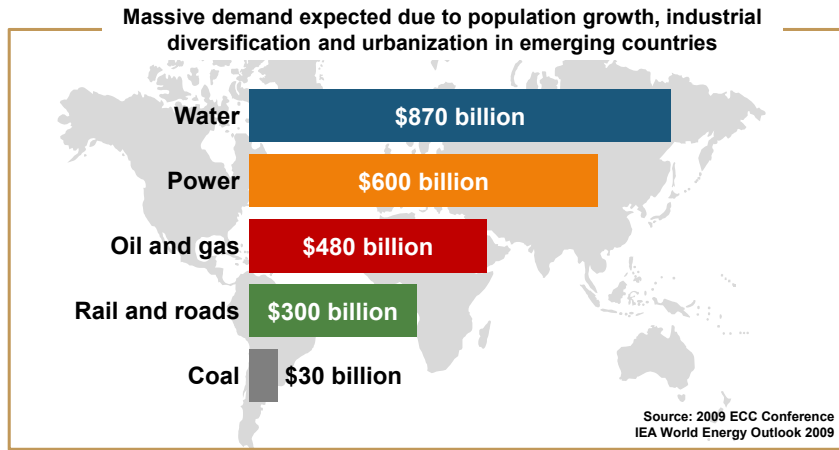 Massive demand expected due to population growth, industrial
diversification and urbanization in emerging countries
Water $870 billion
Power $600 billion
Oil and gas $480 billion
Rail and roads $300 billion
Coal $30 billion
Source: 2009 ECC Conference
IEA World Energy Outlook 2009